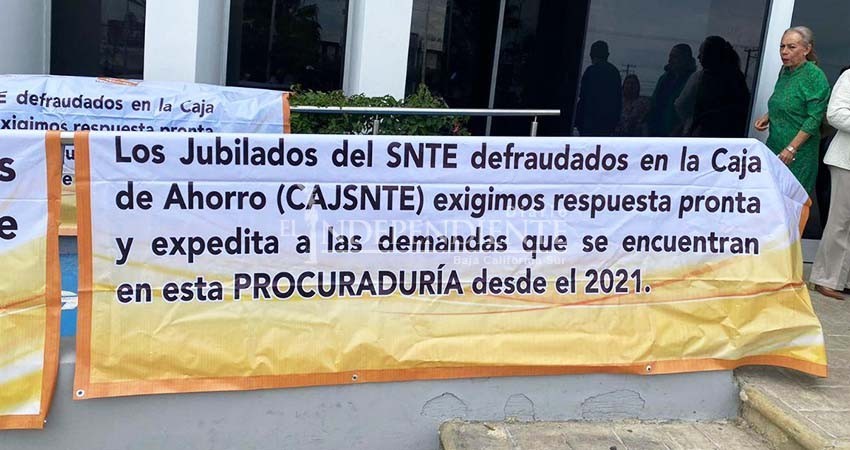 E defraudados en la Caja
exigimos respuesta pronta
s
e
Los Jubilados del SNTE defraudados en la Caja
de Ahorro (CAJSNTE) exigimos respuesta pronta
y expedita a las demandas que se encuentran
en esta PROCURADURÍA desde el 2021.
Diario
EL INDEPENDIENTE
Baja California Sur